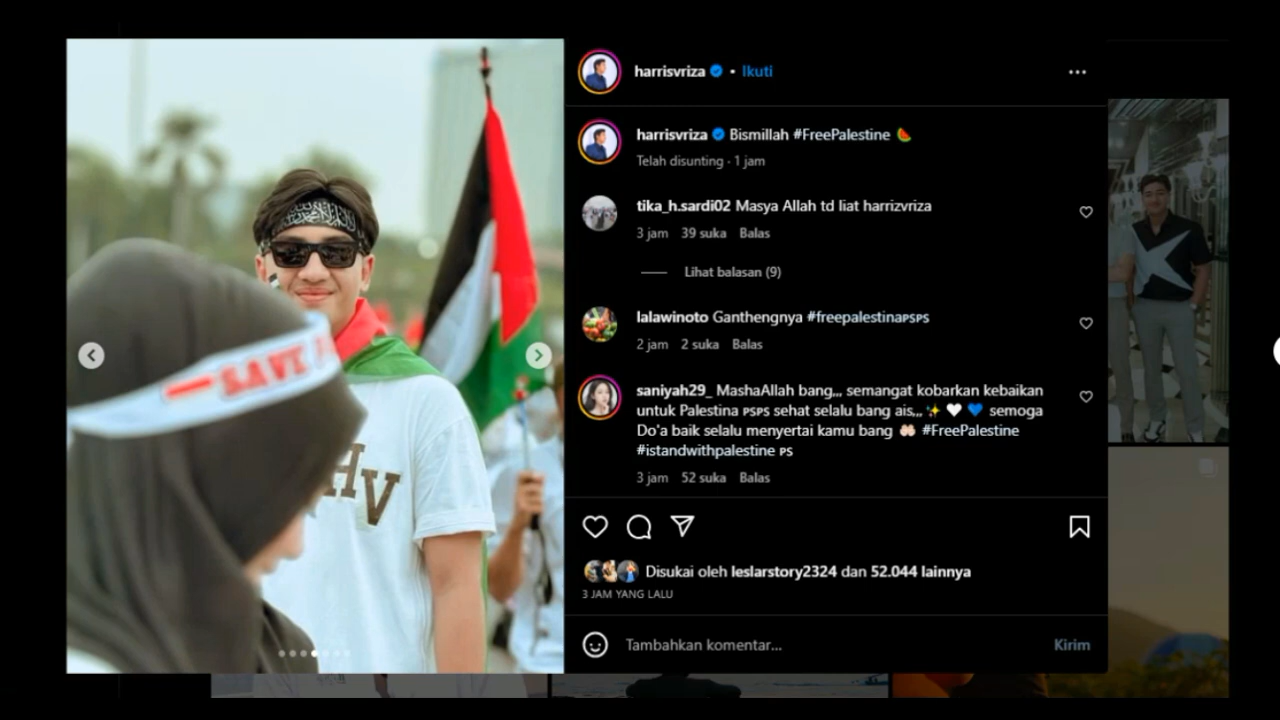 harrisvriza • Ikuti
harrisvriza Bismillah #FreePalestine 🍉
Telah disunting · 1 jam
tika_h.sardi02 Masya Allah td liat harrizvriza
3 jam 39 suka Balas
Lihat balasan (9)
lalawinoto Ganthengnya #freepalestinaPSPS
2 jam 2 suka Balas
saniyah29_ MashaAllah bang,,, semangat kobarkan kebaikan
untuk Palestina PSPS sehat selalu bang ais,,, ✨ 🤍 💙 semoga
Do'a baik selalu menyertai kamu bang 🤲🏻 #FreePalestine
#istandwithpalestine PS
3 jam 52 suka Balas
Disukai oleh leslarstory2324 dan 52.044 lainnya
3 JAM YANG LALU
Tambahkan komentar... Kirim
SAVE
HV